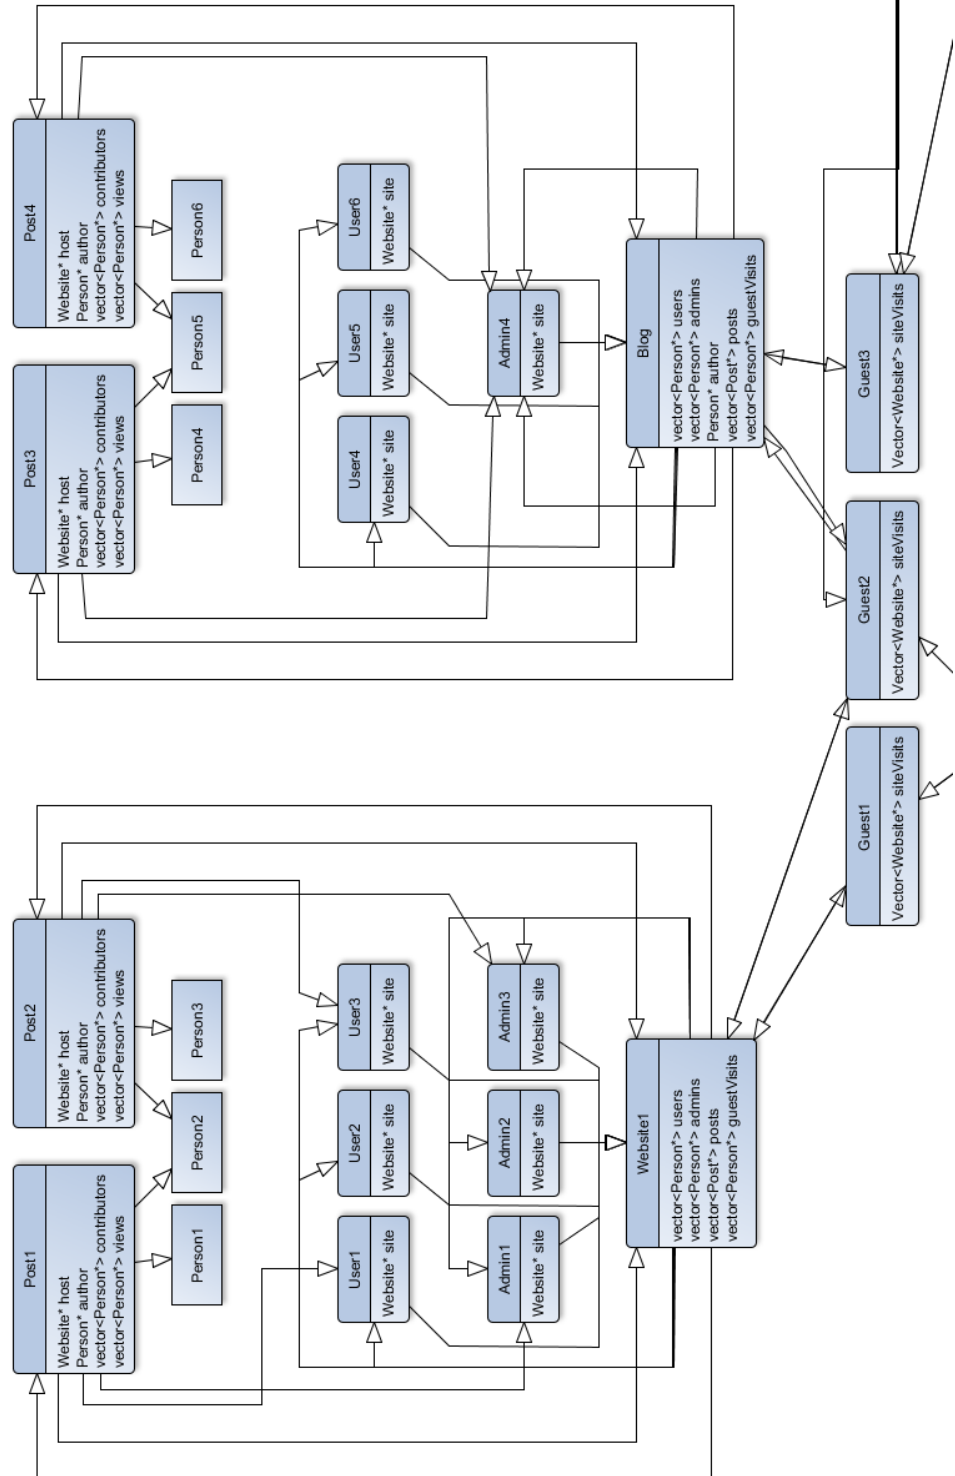 Post1
Website* host
Person* author
vector<Person*> contributors
vector<Person*> views
Post2
Website* host
Person* author
vector<Person*> contributors
vector<Person*> views
Post3
Website* host
Person* author
vector<Person*> contributors
vector<Person*> views
Post4
Website* host
Person* author
vector<Person*> contributors
vector<Person*> views
Person1
Person2
Person3
Person4
Person5
Person6
User1
Website* site
User2
Website* site
User3
Website* site
User4
Website* site
User5
Website* site
User6
Website* site
Admin1
Website* site
Admin2
Website* site
Admin3
Website* site
Admin4
Website* site
Website1
vector<Person*> users
vector<Person*> admins
vector<Post*> posts
vector<Person*> guestVisits
Blog
vector<Person*> users
vector<Person*> admins
Person* author
vector<Post*> posts
vector<Person*> guestVisits
Guest1
Vector<Website*> siteVisits
Guest2
Vector<Website*> siteVisits
Guest3
Vector<Website*> siteVisits